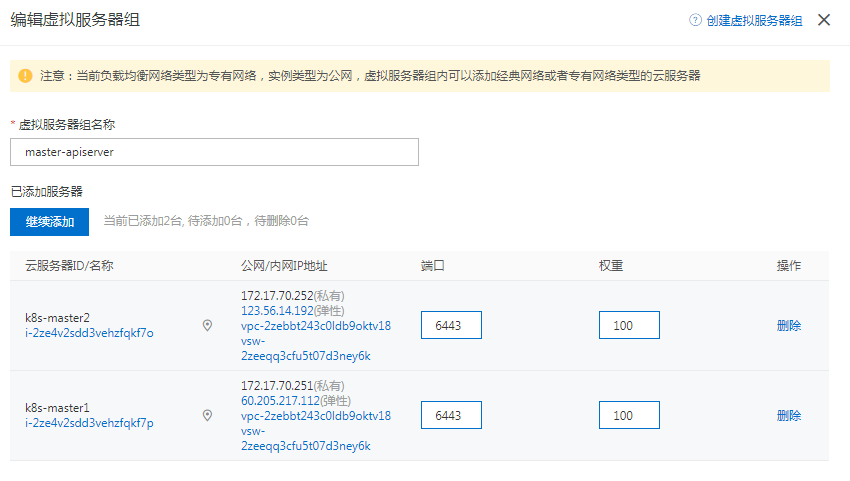 编辑虚拟服务器组
创建虚拟服务器组
注意：当前负载均衡网络类型为专有网络，实例类型为公网，虚拟服务器组内可以添加经典网络或者专有网络类型的云服务器
* 虚拟服务器组名称
master-apiserver
已添加服务器
继续添加 当前已添加2台, 待添加0台，待删除0台
云服务器ID/名称 公网/内网IP地址 端口 权重 操作
k8s-master2
i-2ze4v2sdd3vehzfqkf7o
172.17.70.252(私有)
123.56.14.192(弹性)
vpc-2zebbt243c0ldb9oktv18
vsw-
2zeeqq3cfu5t07d3ney6k
6443
100
删除
k8s-master1
i-2ze4v2sdd3vehzfqkf7p
172.17.70.251(私有)
60.205.217.112(弹性)
vpc-2zebbt243c0ldb9oktv18
vsw-
2zeeqq3cfu5t07d3ney6k
6443
100
删除